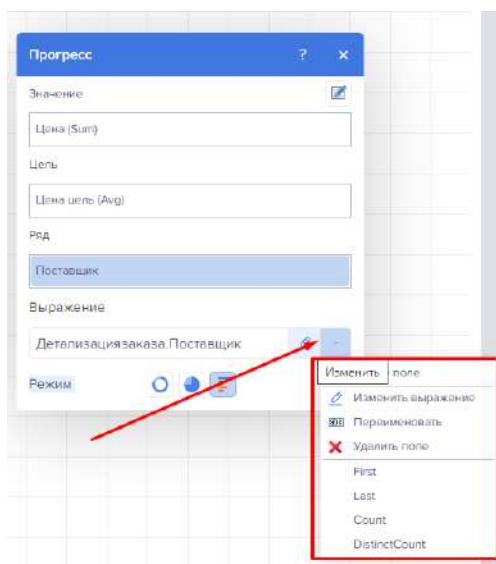 Прогресс ? ×
Значение
Цена (Sum)
Цель
Цена цель (Avg)
Ряд
Поставщик
Выражение
Детализациязаказа.Поставщик
Режим
Изменить поле
Изменить выражение
Переименовать
Удалить поле
First
Last
Count
DistinctCount